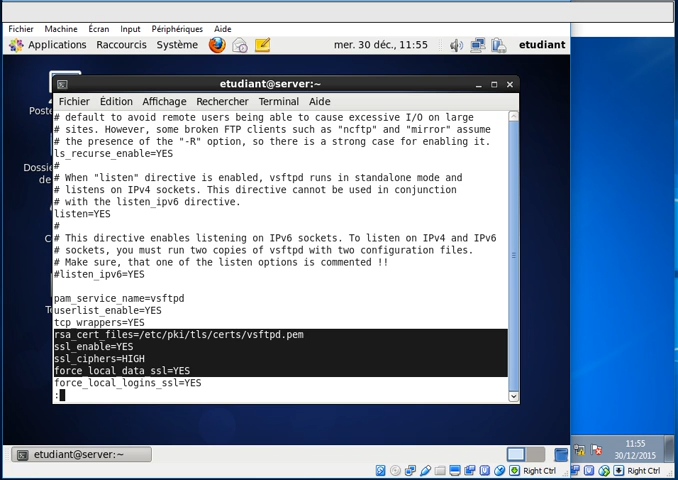 Fichier Machine Écran Input Périphériques Aide
Applications Raccourcis Système mer. 30 déc., 11:55 etudiant
etudiant@server:~
Fichier Édition Affichage Rechercher Terminal Aide
# default to avoid remote users being able to cause excessive I/O on large
# sites. However, some broken FTP clients such as "ncftp" and "mirror" assume
# the presence of the "-R" option, so there is a strong case for enabling it.
ls_recurse_enable=YES
#
# When "listen" directive is enabled, vsftpd runs in standalone mode and
# listens on IPv4 sockets. This directive cannot be used in conjunction
# with the listen_ipv6 directive.
listen=YES
#
# This directive enables listening on IPv6 sockets. To listen on IPv4 and IPv6
# sockets, you must run two copies of vsftpd with two configuration files.
# Make sure, that one of the listen options is commented !!
#listen_ipv6=YES
pam_service_name=vsftpd
userlist_enable=YES
tcp_wrappers=YES
rsa_cert_files=/etc/pki/tls/certs/vsftpd.pem
ssl_enable=YES
ssl_ciphers=HIGH
force_local_data_ssl=YES
force_local_logins_ssl=YES
:
Poste
Dossie
de
C
Te
etudiant@server:~
11:55
30/12/2015
Right Ctrl
Right Ctrl